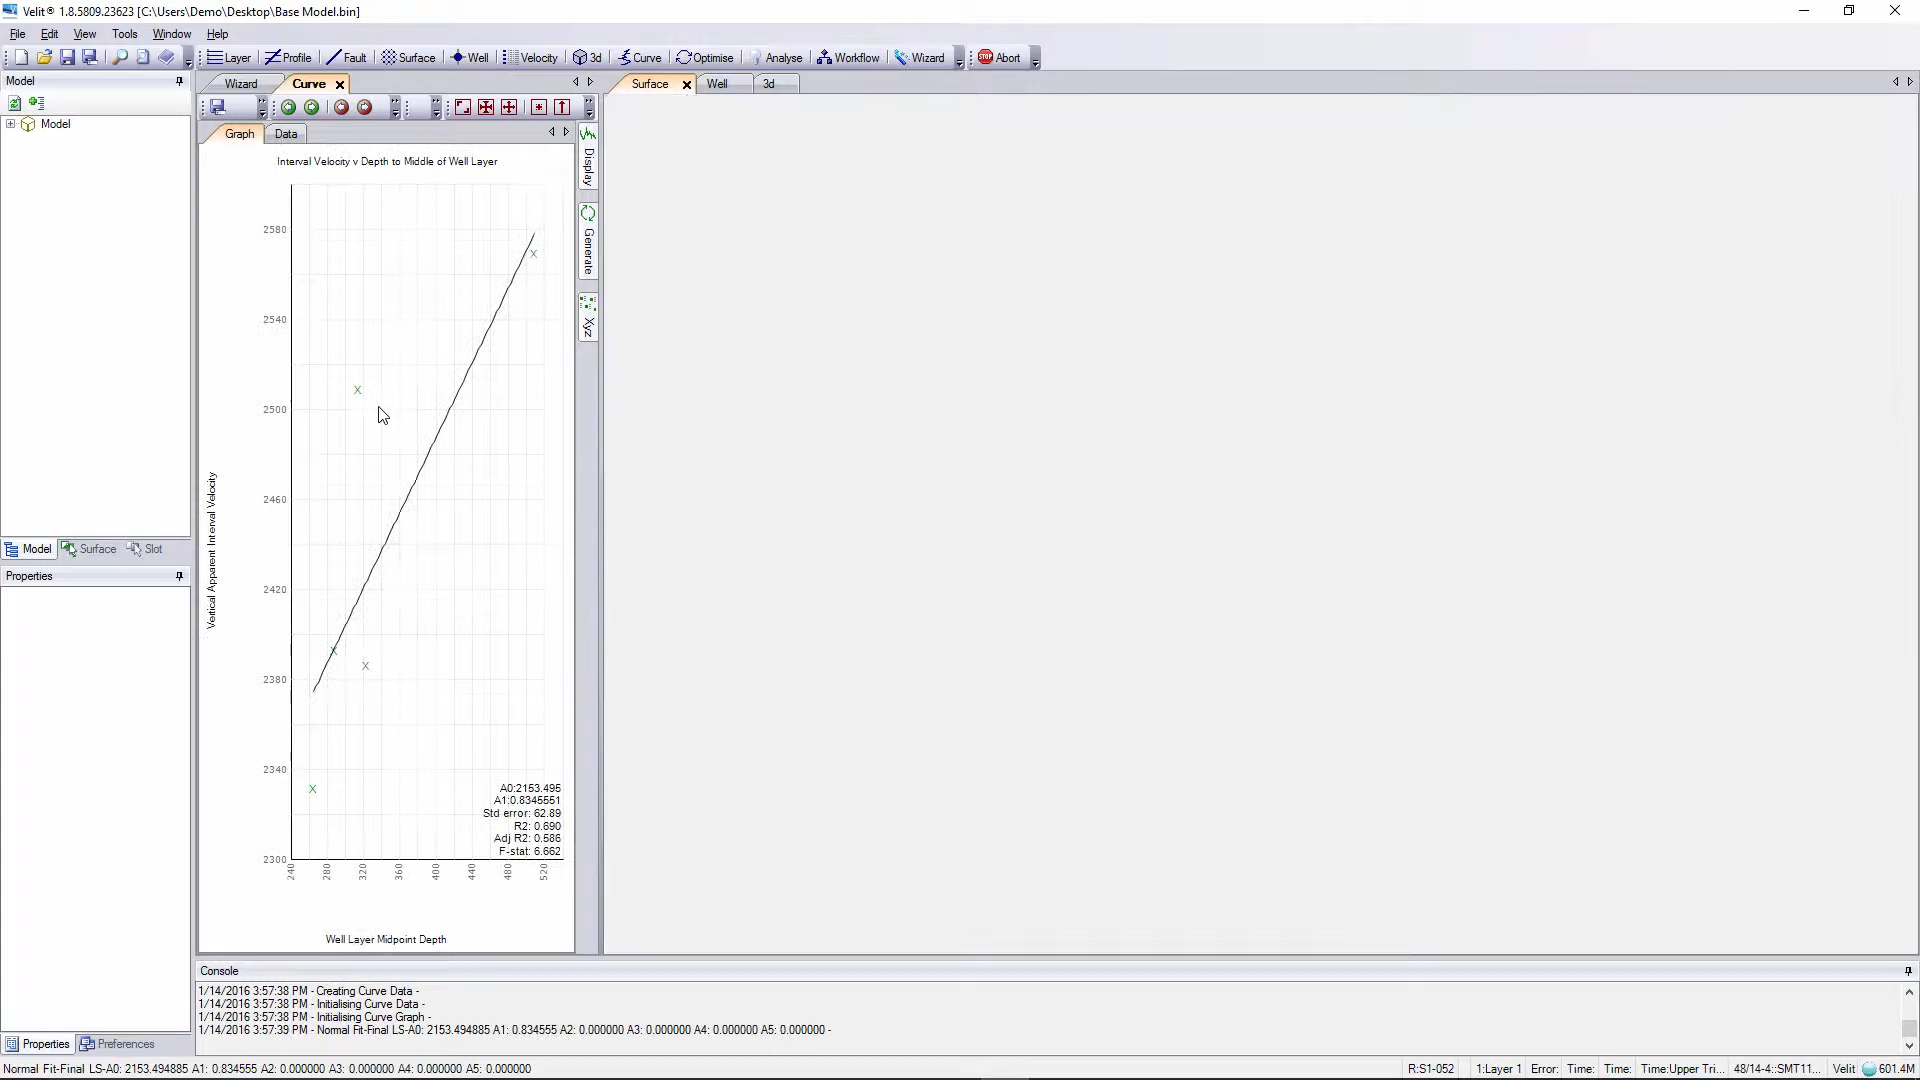 Velit® 1.8.5809.23623 [C:\Users\Demo\Desktop\Base Model.bin]
File Edit View Tools Window Help
Layer Profile Fault Surface Well Velocity 3d Curve Optimise Analyse Workflow Wizard STOP Abort
Model
Wizard Curve
Surface Well 3d
Model
Graph Data
Display
Generate
Xyz
Interval Velocity v Depth to Middle of Well Layer
Vertical Apparent Interval Velocity
2580
2540
2500
2460
2420
2380
2340
2300
A0:2153.495
A1:0.8345551
Std error: 62.89
R2: 0.690
Adj R2: 0.586
F-stat: 6.662
240 280 320 360 400 440 480 520
Well Layer Midpoint Depth
Model Surface Slot
Properties
Console
1/14/2016 3:57:38 PM - Creating Curve Data -
1/14/2016 3:57:38 PM - Initialising Curve Data -
1/14/2016 3:57:38 PM - Initialising Curve Graph -
1/14/2016 3:57:39 PM - Normal Fit-Final LS-A0: 2153.494885 A1: 0.834555 A2: 0.000000 A3: 0.000000 A4: 0.000000 A5: 0.000000 -
Properties Preferences
Normal Fit-Final LS-A0: 2153.494885 A1: 0.834555 A2: 0.000000 A3: 0.000000 A4: 0.000000 A5: 0.000000
R:S1-052 1:Layer 1 Error: Time: Time: Time:Upper Tri... 48/14-4::SMT11... Velit 601.4M